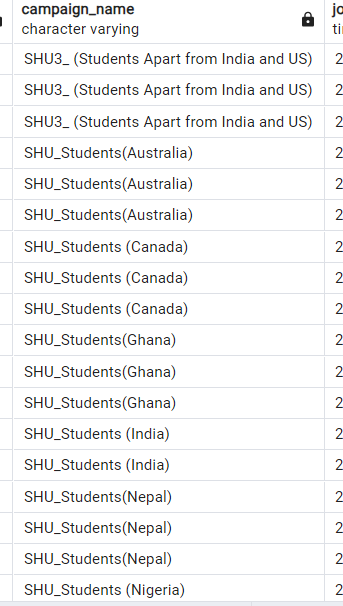 campaign_name jo
character varying ti
SHU3_ (Students Apart from India and US) 2
SHU3_ (Students Apart from India and US) 2
SHU3_ (Students Apart from India and US) 2
SHU_Students(Australia) 2
SHU_Students(Australia) 2
SHU_Students(Australia) 2
SHU_Students (Canada) 2
SHU_Students (Canada) 2
SHU_Students (Canada) 2
SHU_Students(Ghana) 2
SHU_Students(Ghana) 2
SHU_Students(Ghana) 2
SHU_Students (India) 2
SHU_Students (India) 2
SHU_Students(Nepal) 2
SHU_Students(Nepal) 2
SHU_Students(Nepal) 2
SHU_Students (Nigeria) 2